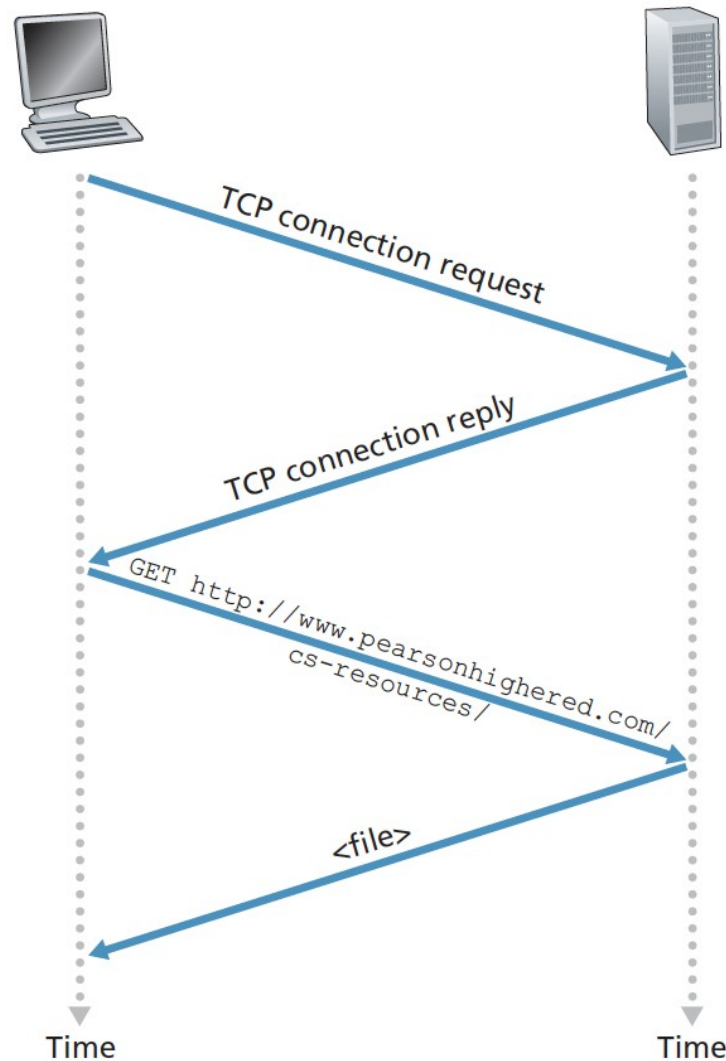 TCP connection request
TCP connection reply
GET http://www.pearsonhighered.com/
cs-resources/
<file>
Time
Time